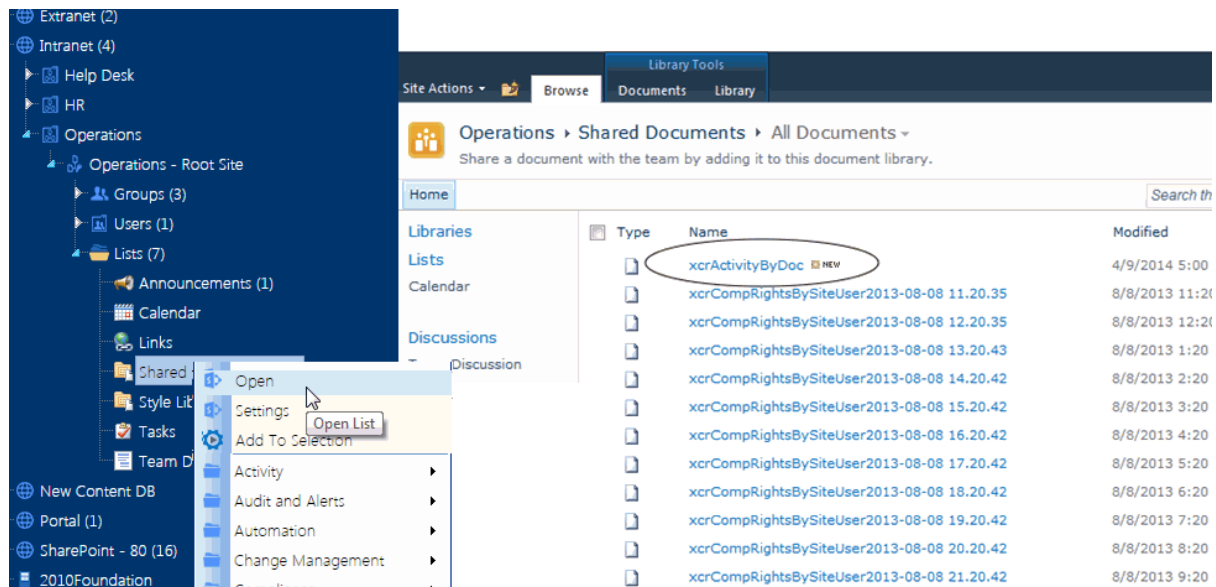 Extranet (2)
Intranet (4)
Help Desk
HR
Operations
Operations - Root Site
Groups (3)
Users (1)
Lists (7)
Announcements (1)
Calendar
Links
Shared
Style Lib
Tasks
Team D
New Content DB
Portal (1)
SharePoint - 80 (16)
2010Foundation
Open
Settings
Open List
Add To Selection
Activity
Audit and Alerts
Automation
Change Management
Library Tools
Site Actions Browse Documents Library
Operations Shared Documents All Documents
Share a document with the team by adding it to this document library.
Home Search th
Libraries
Lists
Calendar
Discussions
Discussion
Type Name Modified
xcrActivityByDoc NEW 4/9/2014 5:00
xcrCompRightsBySiteUser2013-08-08 11.20.35 8/8/2013 11:20
xcrCompRightsBySiteUser2013-08-08 12.20.35 8/8/2013 12:20
xcrCompRightsBySiteUser2013-08-08 13.20.43 8/8/2013 1:20
xcrCompRightsBySiteUser2013-08-08 14.20.42 8/8/2013 2:20
xcrCompRightsBySiteUser2013-08-08 15.20.42 8/8/2013 3:20
xcrCompRightsBySiteUser2013-08-08 16.20.42 8/8/2013 4:20
xcrCompRightsBySiteUser2013-08-08 17.20.42 8/8/2013 5:20
xcrCompRightsBySiteUser2013-08-08 18.20.42 8/8/2013 6:20
xcrCompRightsBySiteUser2013-08-08 19.20.42 8/8/2013 7:20
xcrCompRightsBySiteUser2013-08-08 20.20.42 8/8/2013 8:20
xcrCompRightsBySiteUser2013-08-08 21.20.42 8/8/2013 9:20